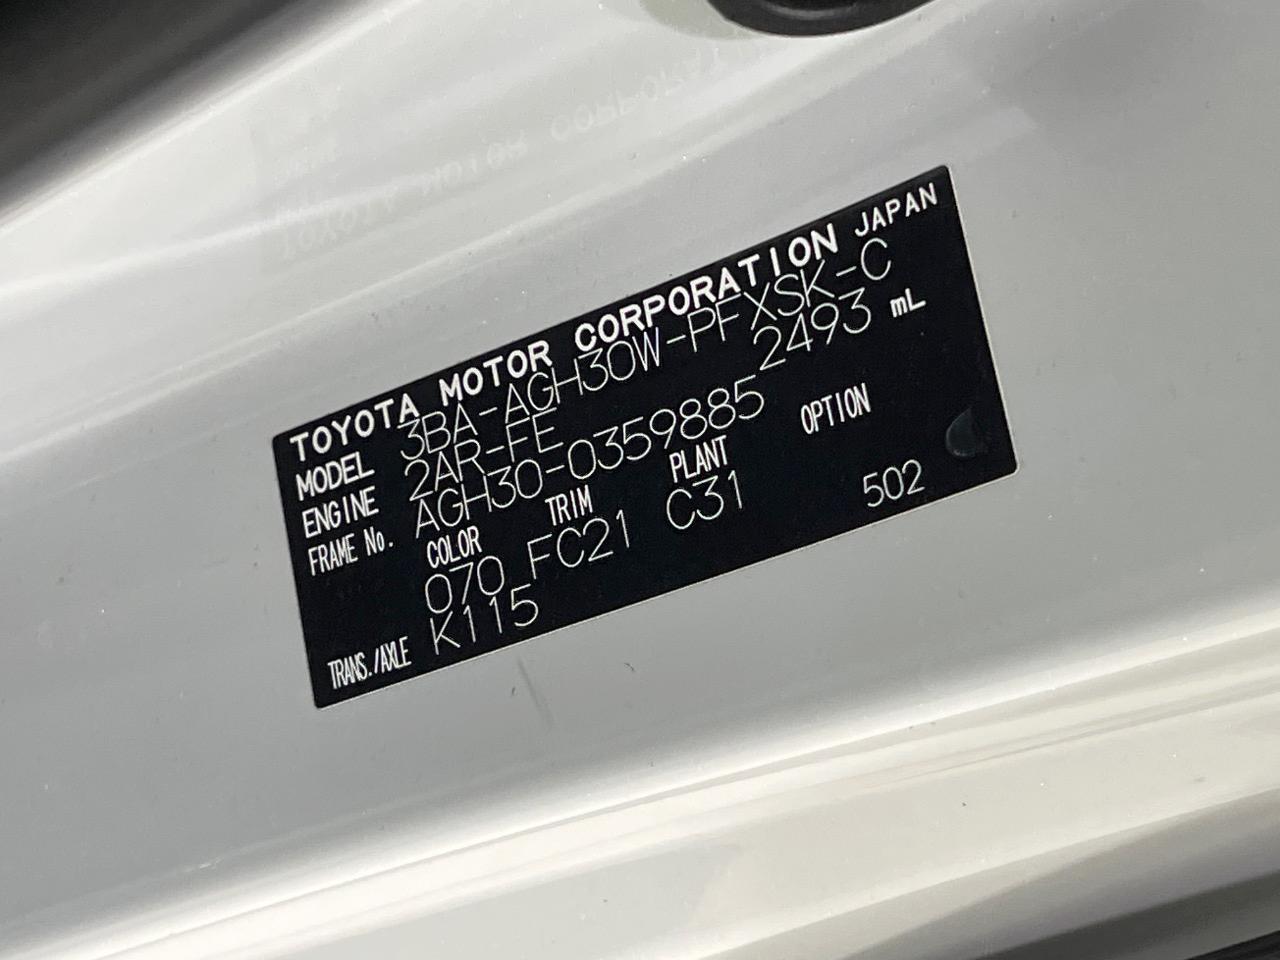 TOYOTA MOTOR CORPORATION JAPAN
MODEL 3BA-AGH30W-PFXSK-C
ENGINE 2AR-FE 2493 mL
FRAME No. AGH30-0359885
COLOR TRIM PLANT OPTION
070 FC21 C31 502
TRANS./AXLE K115